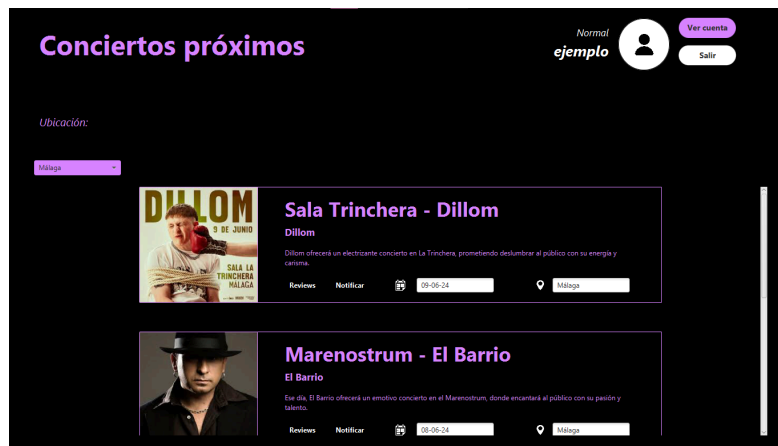 Conciertos próximos
Normal
ejemplo
Ver cuenta
Salir
Ubicación:
Málaga
DILLOM
9 DE JUNIO
SALA LA
TRINCHERA
MÁLAGA
Sala Trinchera - Dillom
Dillom
Dillom ofrecerá un electrizante concierto en La Trinchera, prometiendo deslumbrar al público con su energía y
carisma.
Reviews Notificar 09-06-24 Málaga
Marenostrum - El Barrio
El Barrio
Ese día, El Barrio ofrecerá un emotivo concierto en el Marenostrum, donde encantará al público con su pasión y
talento.
Reviews Notificar 08-06-24 Málaga